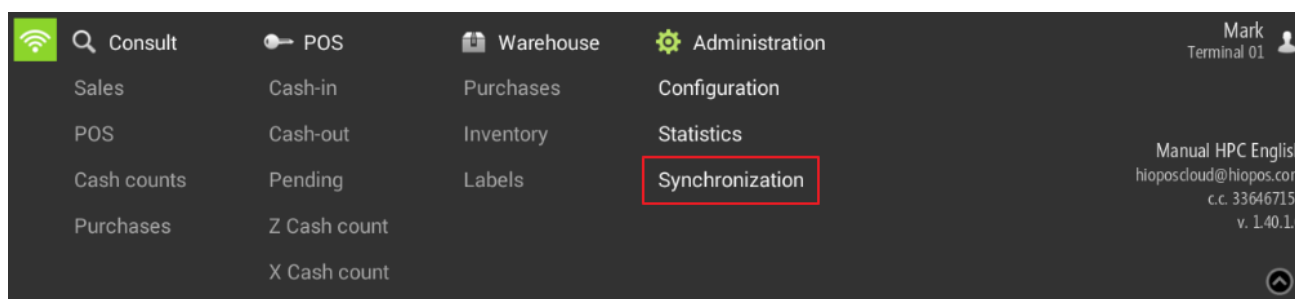 Consult
Sales
POS
Cash counts
Purchases
POS
Cash-in
Cash-out
Pending
Z Cash count
X Cash count
Warehouse
Purchases
Inventory
Labels
Administration
Configuration
Statistics
Synchronization
Mark
Terminal 01
Manual HPC Englis
hioposcloud@hiopos.co
c.c. 33646715
v. 1.40.1.